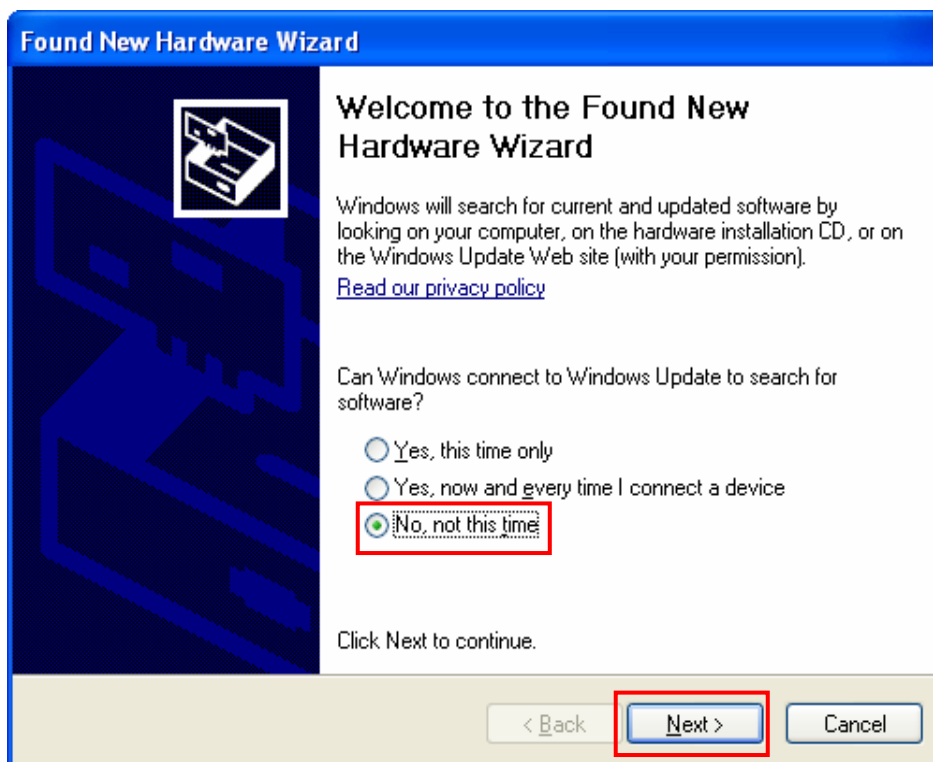 Found New Hardware Wizard
Welcome to the Found New
Hardware Wizard
Windows will search for current and updated software by
looking on your computer, on the hardware installation CD, or on
the Windows Update Web site (with your permission).
Read our privacy policy
Can Windows connect to Windows Update to search for
software?
Yes, this time only
Yes, now and every time I connect a device
No, not this time
Click Next to continue.
< Back Next > Cancel